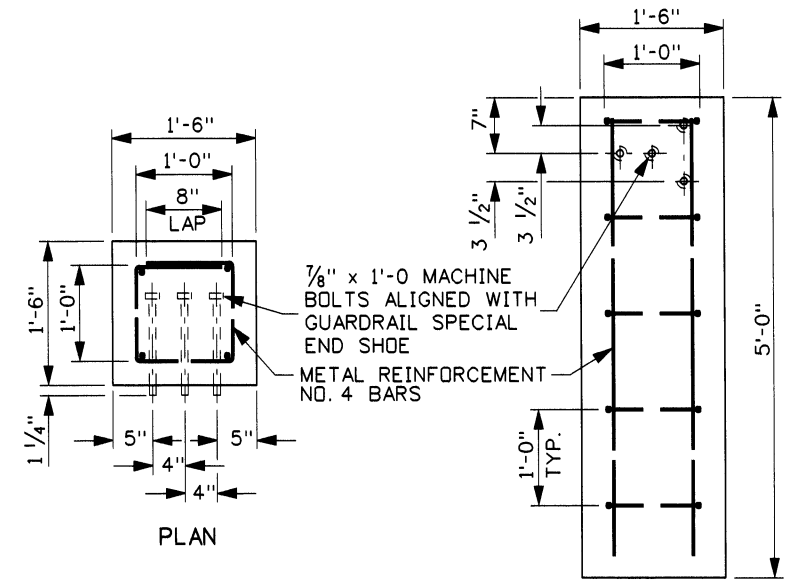 1'-6"
1'-0"
8"
LAP
1'-6"
1'-0"
1 1/4"
5"
5"
4"
4"
PLAN
7/8" x 1'-0 MACHINE
BOLTS ALIGNED WITH
GUARDRAIL SPECIAL
END SHOE
METAL REINFORCEMENT
NO. 4 BARS
1'-6"
1'-0"
7"
3 1/2"
3 1/2"
1'-0"
TYP.
5'-0"